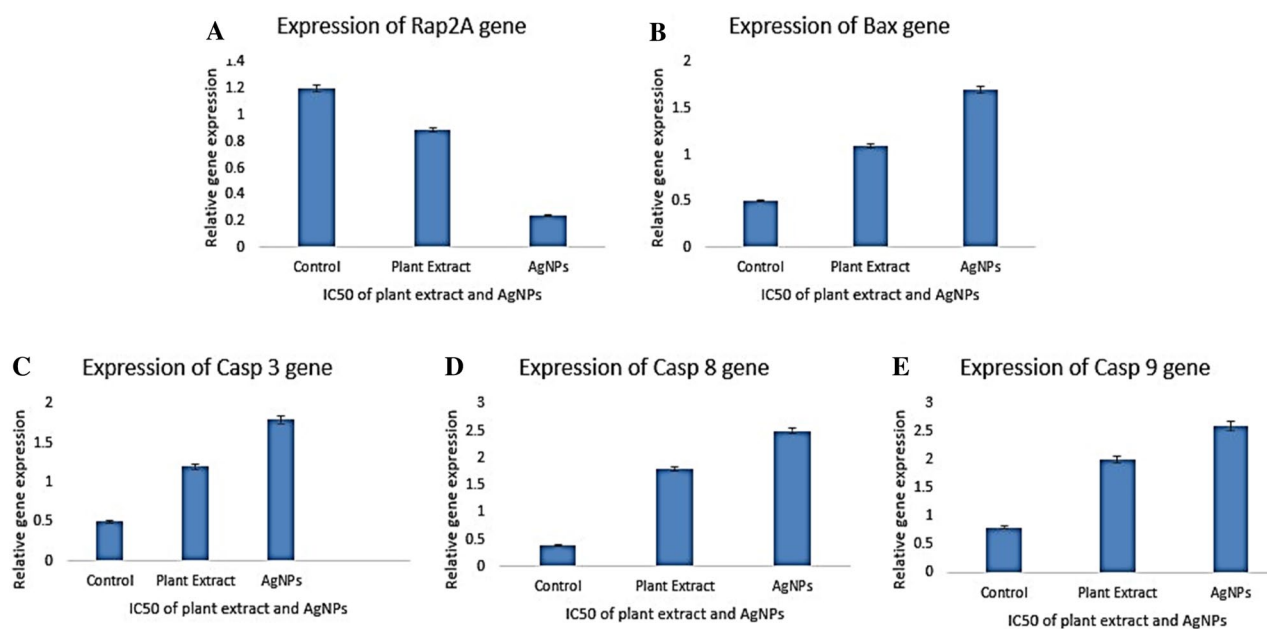 A
Expression of Rap2A gene
Relative gene expression
1.4
1.2
1
0.8
0.6
0.4
0.2
0
Control Plant Extract AgNPs
IC50 of plant extract and AgNPs
B
Expression of Bax gene
Relative gene expression
2
1.5
1
0.5
0
Control Plant Extract AgNPs
IC50 of plant extract and AgNPs
C
Expression of Casp 3 gene
Relative gene expression
2
1.5
1
0.5
0
Control Plant Extract AgNPs
IC50 of plant extract and AgNPs
D
Expression of Casp 8 gene
Relative gene expression
3
2.5
2
1.5
1
0.5
0
Control Plant Extract AgNPs
IC50 of plant extract and AgNPs
E
Expression of Casp 9 gene
Relative gene expression
3
2.5
2
1.5
1
0.5
0
Control Plant Extract AgNPs
IC50 of plant extract and AgNPs